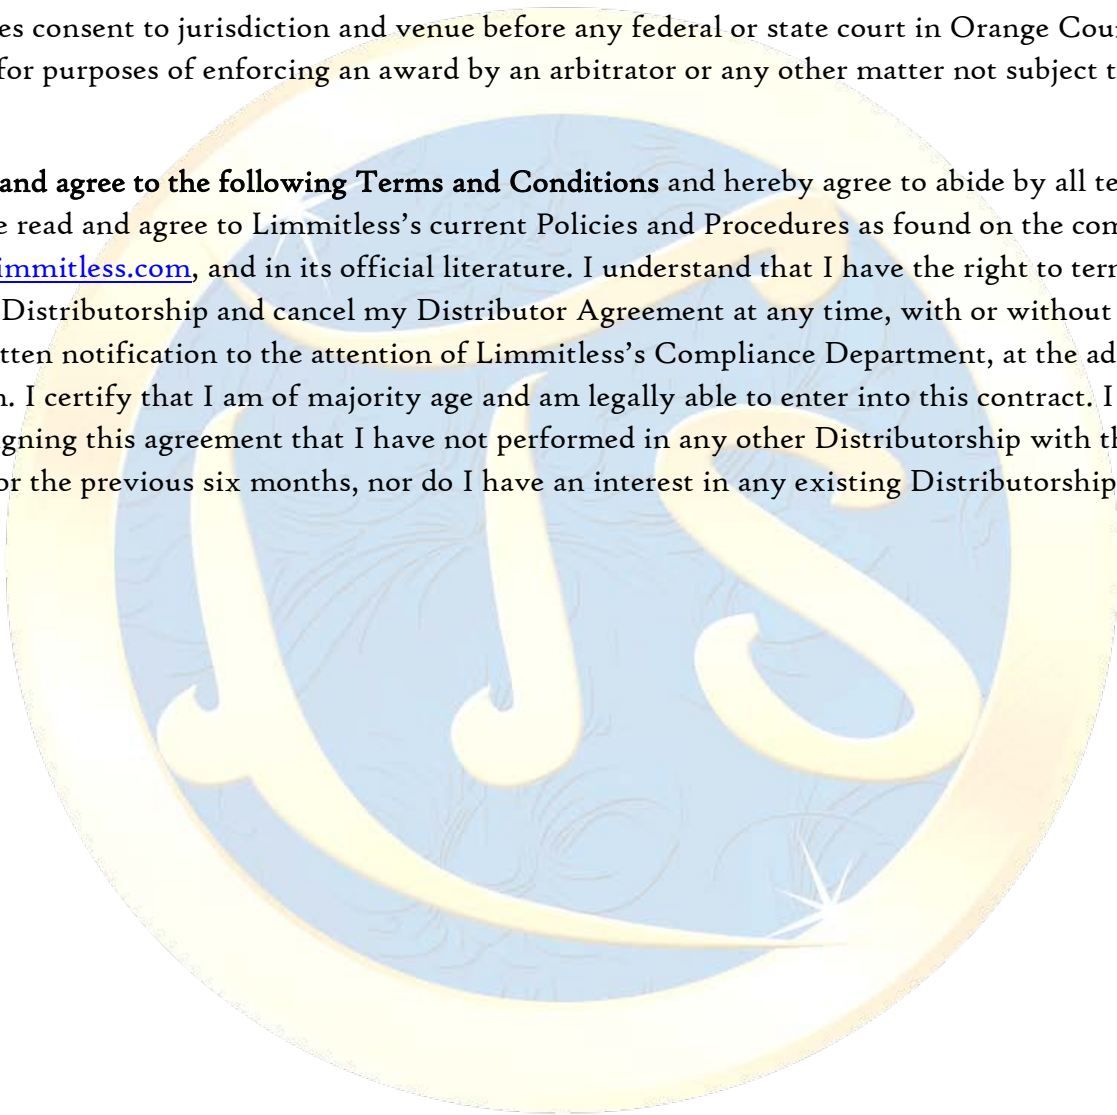 es consent to jurisdiction and venue before any federal or state court in Orange Cou
for purposes of enforcing an award by an arbitrator or any other matter not subject t
and agree to the following Terms and Conditions and hereby agree to abide by all te
e read and agree to Limmitless's current Policies and Procedures as found on the com
immitless.com, and in its official literature. I understand that I have the right to term
Distributorship and cancel my Distributor Agreement at any time, with or without
tten notification to the attention of Limmitless's Compliance Department, at the ad
n. I certify that I am of majority age and am legally able to enter into this contract. I
igning this agreement that I have not performed in any other Distributorship with th
or the previous six months, nor do I have an interest in any existing Distributorship